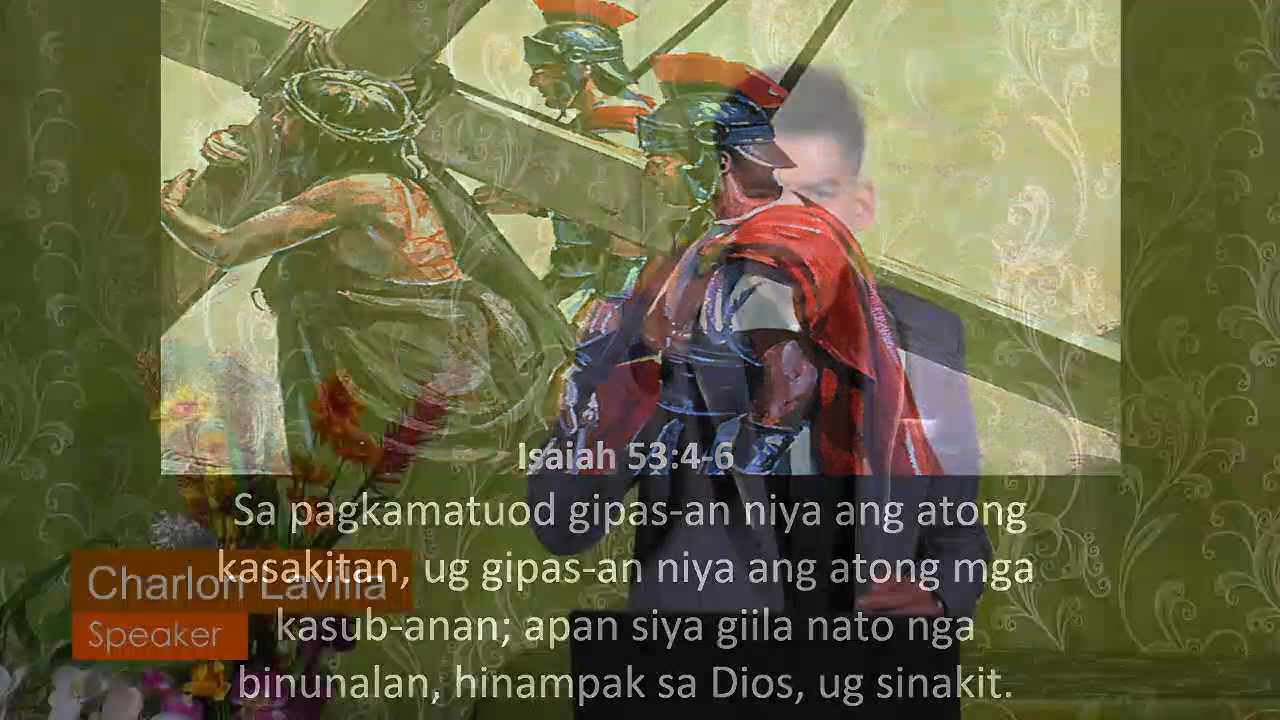 Isaiah 53:4-6
Sa pagkamatuod gipas-an niya ang atong
kasakitan, ug gipas-an niya ang atong mga
kasub-anan; apan siya giila nato nga
binunalan, hinampak sa Dios, ug sinakit.
Charlon Lavilla
Speaker